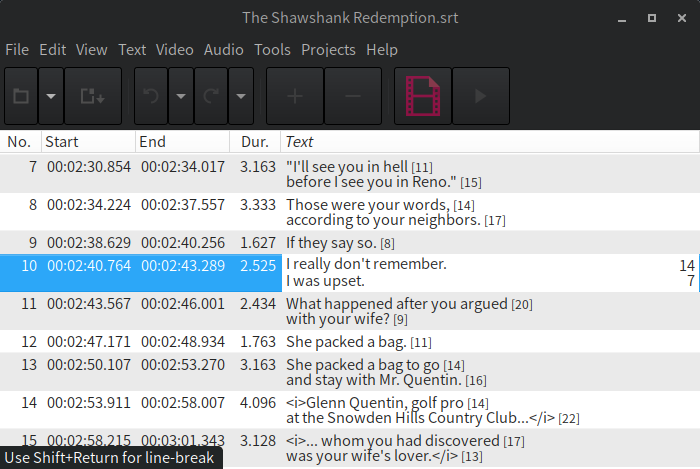 The Shawshank Redemption.srt
File Edit View Text Video Audio Tools Projects Help
No. Start End Dur. Text
7 00:02:30.854 00:02:34.017 3.163 "I'll see you in hell [11]
before I see you in Reno." [15]
8 00:02:34.224 00:02:37.557 3.333 Those were your words, [14]
according to your neighbors. [17]
9 00:02:38.629 00:02:40.256 1.627 If they say so. [8]
10 00:02:40.764 00:02:43.289 2.525 I really don't remember. 14
I was upset. 7
11 00:02:43.567 00:02:46.001 2.434 What happened after you argued [20]
with your wife? [9]
12 00:02:47.171 00:02:48.934 1.763 She packed a bag. [11]
13 00:02:50.107 00:02:53.270 3.163 She packed a bag to go [14]
and stay with Mr. Quentin. [16]
14 00:02:53.911 00:02:58.007 4.096 <i>Glenn Quentin, golf pro [14]
at the Snowden Hills Country Club...</i> [22]
15 00:02:58.215 00:03:01.343 3.128 <i>... whom you had discovered [17]
was your wife's lover.</i> [13]
Use Shift+Return for line-break